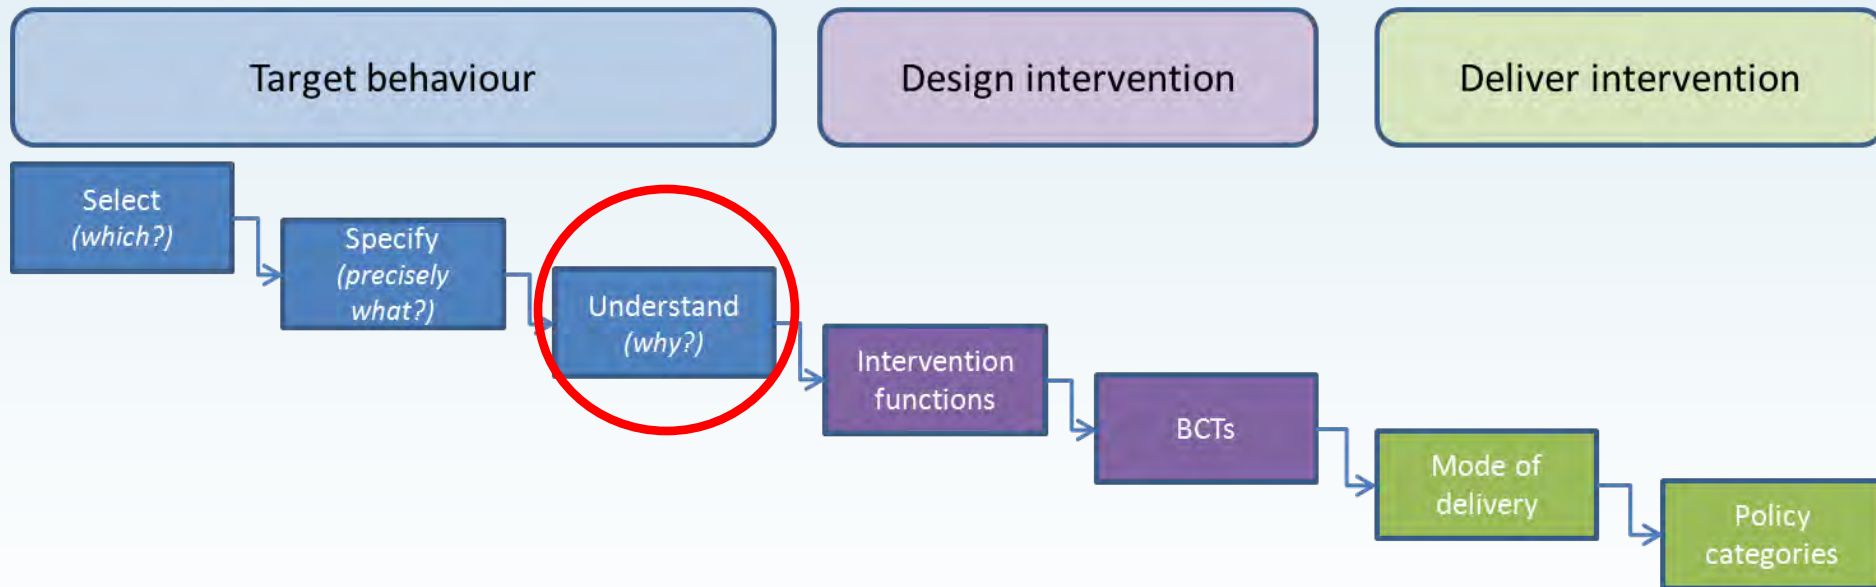 Target behaviour
Design intervention
Deliver intervention
Select
(which?)
Specify
(precisely
what?)
Understand
(why?)
Intervention
functions
BCTs
Mode of
delivery
Policy
categories